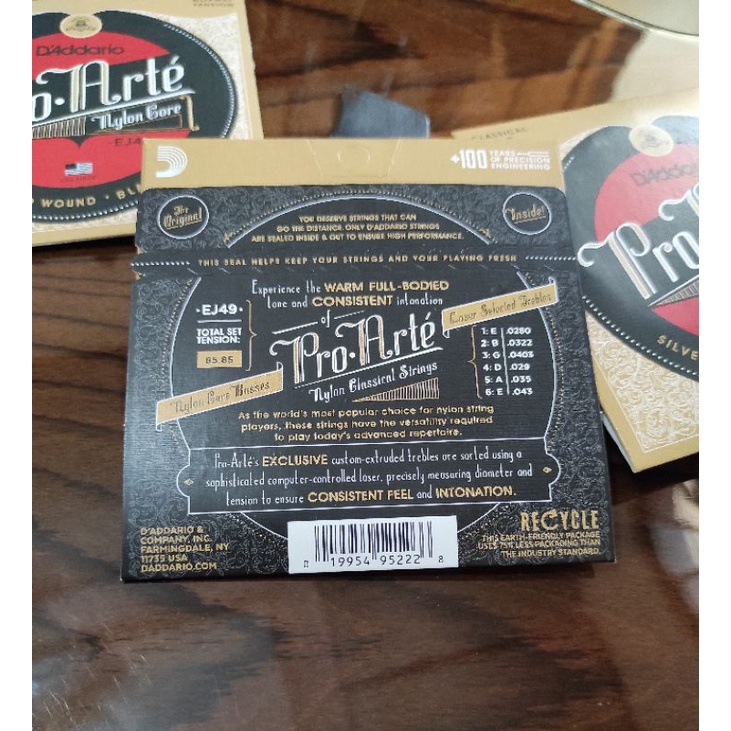 TENSION
D'Addario
o·Arté
Nylon Core
EJ4
WOUND • BL
CLASSICAL
D'Addario
Pro-A
SILVE
+100 YEARS OF PRECISION ENGINEERING
The Original
Inside!
YOU DESERVE STRINGS THAT CAN
GO THE DISTANCE. ONLY D'ADDARIO STRINGS
ARE SEALED INSIDE & OUT TO ENSURE HIGH PERFORMANCE.
THIS SEAL HELPS KEEP YOUR STRINGS AND YOUR PLAYING FRESH
Experience the WARM FULL-BODIED
tone and CONSISTENT intonation
of
·EJ49·
TOTAL SET
TENSION:
85.85
Pro·Arté
Nylon Classical Strings
Laser Selected Trebles
1: E .0280
2: B .0322
3: G .0403
4: D .029
5: A .035
6: E .043
Nylon Core Basses
As the world's most popular choice for nylon string
players, these strings have the versatility required
to play today's advanced repertoire.
Pro-Arté's EXCLUSIVE custom-extruded trebles are sorted using a
sophisticated computer-controlled laser, precisely measuring diameter and
tension to ensure CONSISTENT FEEL and INTONATION.
D'ADDARIO &
COMPANY, INC.
FARMINGDALE, NY
11735 USA
DADDARIO.COM
19954 95222 8
RECYCLE
THIS EARTH-FRIENDLY PACKAGE
USES 75% LESS PACKAGING THAN
THE INDUSTRY STANDARD.